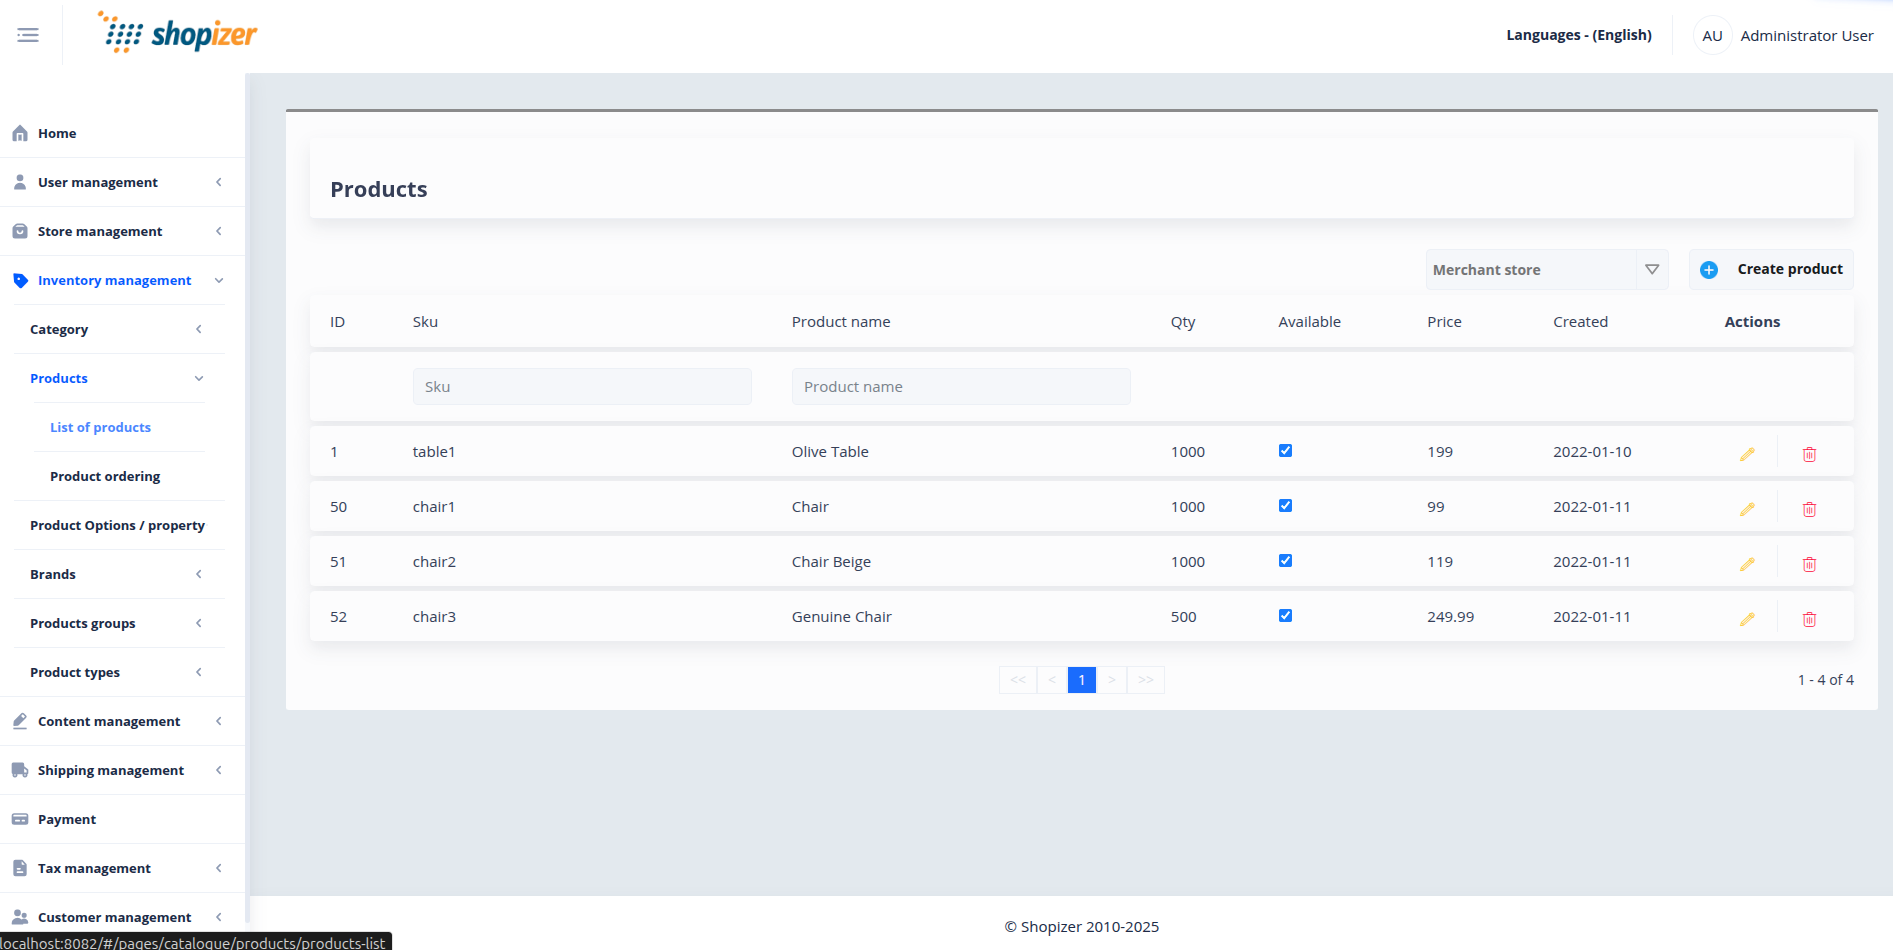 shopizer
Languages - (English)
AU Administrator User
Home
User management
Store management
Inventory management
Category
Products
List of products
Product ordering
Product Options / property
Brands
Products groups
Product types
Content management
Shipping management
Payment
Tax management
Customer management
localhost:8082/#/pages/catalogue/products/products-list
Products
Merchant store
Create product
ID Sku Product name Qty Available Price Created Actions
Sku Product name
1 table1 Olive Table 1000 199 2022-01-10
50 chair1 Chair 1000 99 2022-01-11
51 chair2 Chair Beige 1000 119 2022-01-11
52 chair3 Genuine Chair 500 249.99 2022-01-11
<< < 1 > >>
1 - 4 of 4
© Shopizer 2010-2025